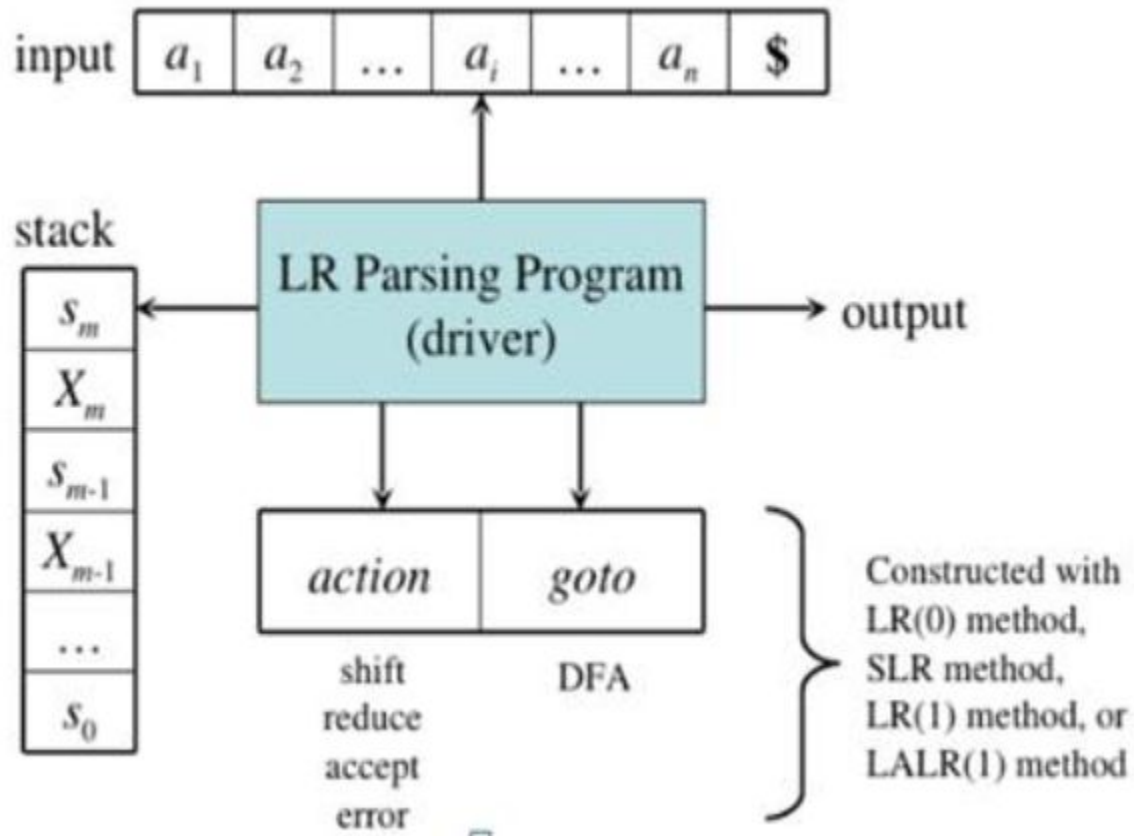 input a₁ a₂ … aᵢ … aₙ $
stack
LR Parsing Program
(driver)
output
sₘ
Xₘ
sₘ₋₁
Xₘ₋₁
…
s₀
action goto
shift
reduce
accept
error
DFA
Constructed with
LR(0) method,
SLR method,
LR(1) method, or
LALR(1) method